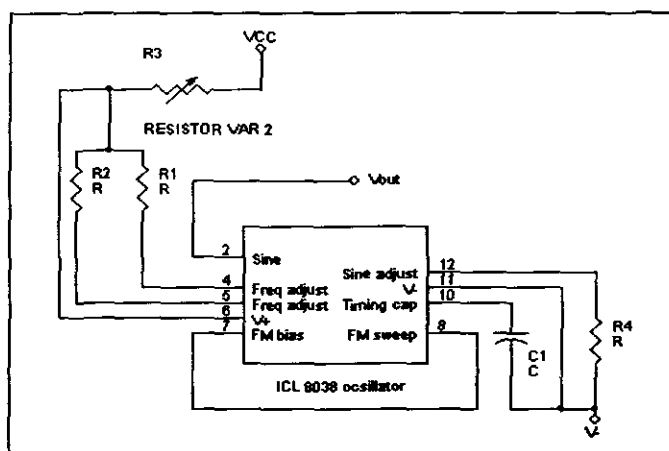 R3
VCC
RESISTOR VAR 2
R2
R
R1
R
Vout
2
Sine
4
Freq adjust
5
Freq adjust
6
V+
7
FM bias
12
Sine adjust
11
V-
10
Timing cap
8
FM sweep
C1
C
R4
R
V-
ICL 8038 ocsillator